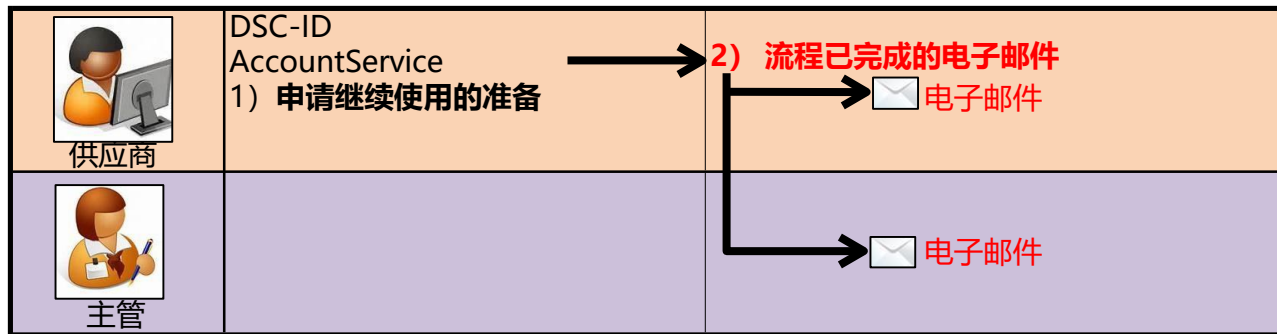 DSC-ID
AccountService
1）申请继续使用的准备
供应商
2） 流程已完成的电子邮件
电子邮件
主管
电子邮件